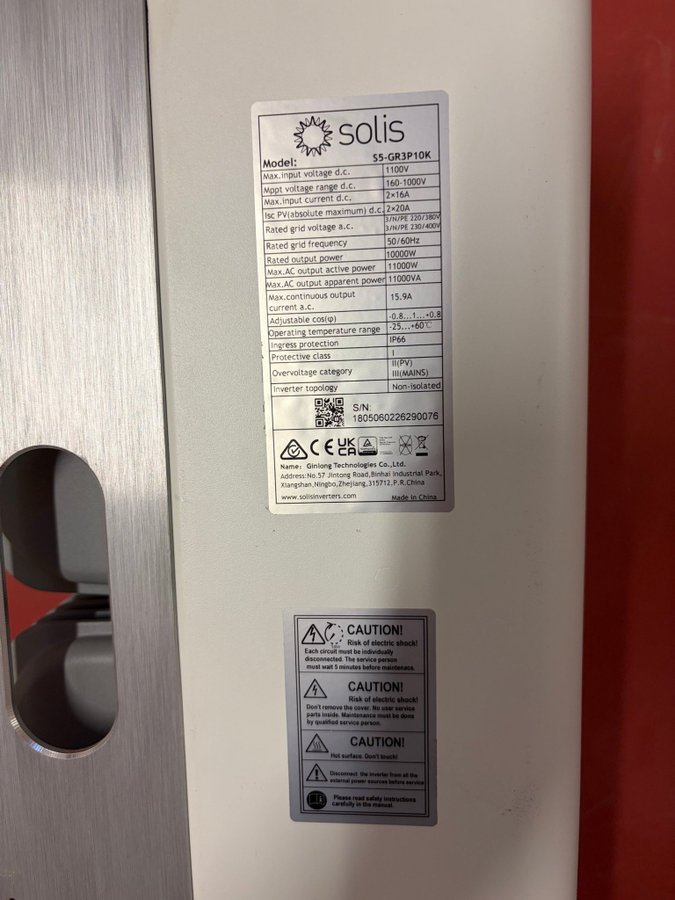 solis
Model: S5-GR3P10K
Max.input voltage d.c. 1100V
Mppt voltage range d.c. 160-1000V
Max.input current d.c. 2×16A
Isc PV(absolute maximum) d.c. 2×20A
Rated grid voltage a.c. 3/N/PE 220/380V
3/N/PE 230/400V
Rated grid frequency 50/60Hz
Rated output power 10000W
Max.AC output active power 11000W
Max.AC output apparent power 11000VA
Max.continuous output 15.9A
current a.c.
Adjustable cos(φ) -0.8...1...+0.8
Operating temperature range -25...+60℃
Ingress protection IP66
Protective class I
Overvoltage category II(PV)
III(MAINS)
Inverter topology Non-isolated
S/N:
1805060226290076
CE UK
CA
Name: Ginlong Technologies Co.,Ltd.
Address:No.57 Jintong Road,Binhai Industrial Park,
Xiangshan,Ningbo,Zhejiang,315712,P.R.China
www.solisinverters.com Made in China
CAUTION!
Risk of electric shock!
Each circuit must be individually
disconnected. The service person
must wait 5 minutes before maintenace.
CAUTION!
Risk of electric shock!
Don't remove the cover. No user service
parts inside. Maintenance must be done
by qualified service person.
CAUTION!
Hot surface. Don't touch!
Disconnect the inverter from all the
external power sources before service
Please read safety instructions
carefully in the manual.